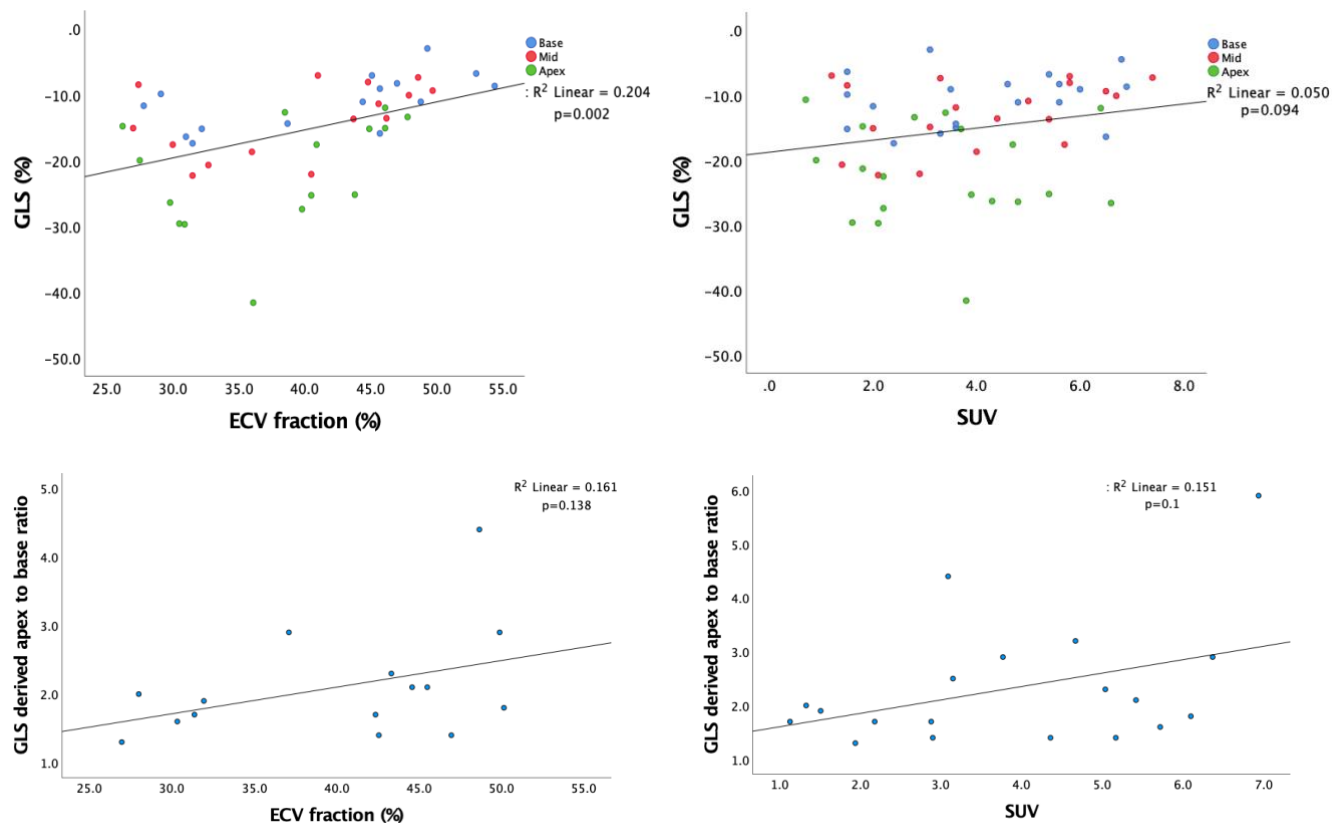 .0
−10.0
−20.0
−30.0
−40.0
−50.0
GLS (%)
25.0 30.0 35.0 40.0 45.0 50.0 55.0
ECV fraction (%)
Base
Mid
Apex
: R² Linear = 0.204
p=0.002
.0
−10.0
−20.0
−30.0
−40.0
−50.0
GLS (%)
.0 2.0 4.0 6.0 8.0
SUV
Base
Mid
Apex
R² Linear = 0.050
p=0.094
5.0
4.0
3.0
2.0
1.0
GLS derived apex to base ratio
25.0 30.0 35.0 40.0 45.0 50.0 55.0
ECV fraction (%)
R² Linear = 0.161
p=0.138
6.0
5.0
4.0
3.0
2.0
1.0
GLS derived apex to base ratio
1.0 2.0 3.0 4.0 5.0 6.0 7.0
SUV
: R² Linear = 0.151
p=0.1